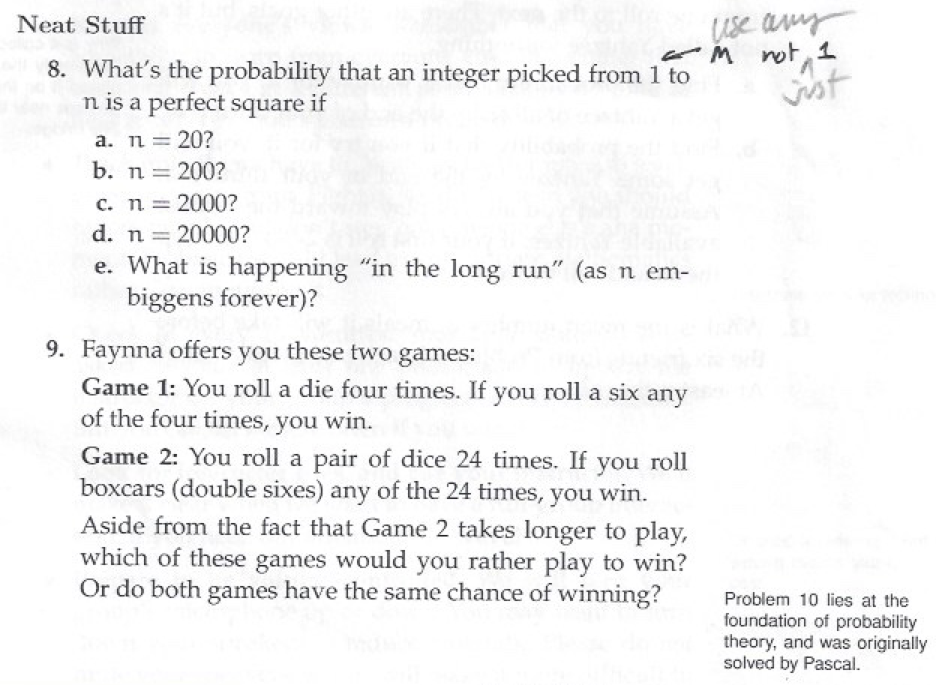 Neat Stuff
use any
8. What's the probability that an integer picked from 1 to
n is a perfect square if
← m not ^ 1
just
a. n = 20?
b. n = 200?
c. n = 2000?
d. n = 20000?
e. What is happening "in the long run" (as n em-
biggens forever)?
9. Faynna offers you these two games:
Game 1: You roll a die four times. If you roll a six any
of the four times, you win.
Game 2: You roll a pair of dice 24 times. If you roll
boxcars (double sixes) any of the 24 times, you win.
Aside from the fact that Game 2 takes longer to play,
which of these games would you rather play to win?
Or do both games have the same chance of winning?
Problem 10 lies at the
foundation of probability
theory, and was originally
solved by Pascal.